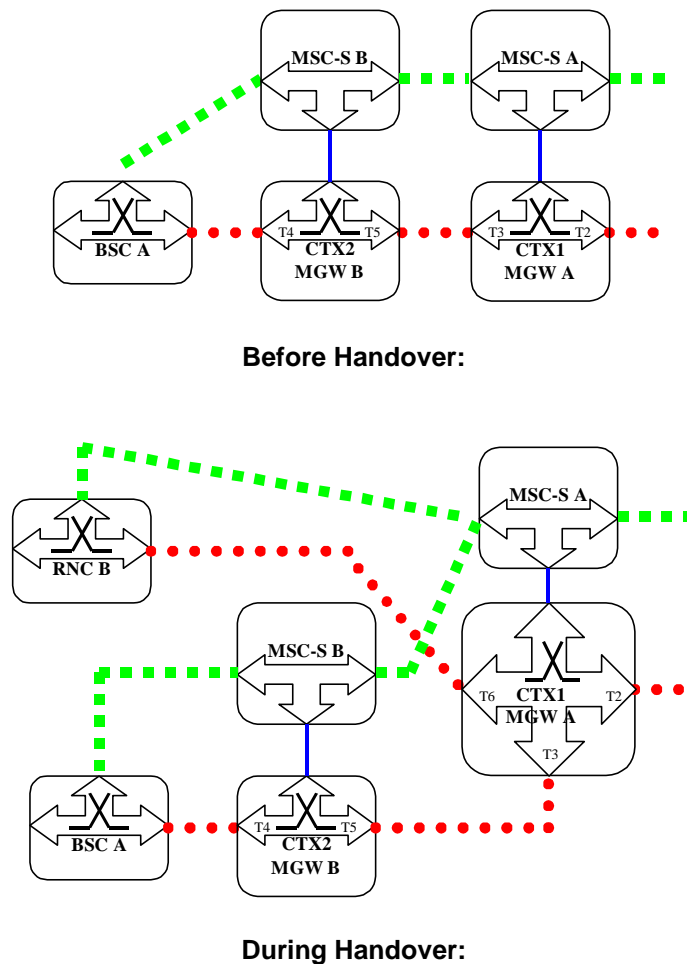 MSC-S B
MSC-S A
T4
T5
T3
T2
BSC A
CTX2
CTX1
MGW B
MGW A
Before Handover:
MSC-S A
RNC B
MSC-S B
CTX1
T6
T2
MGW A
T3
T4
T5
BSC A
CTX2
MGW B
During Handover: